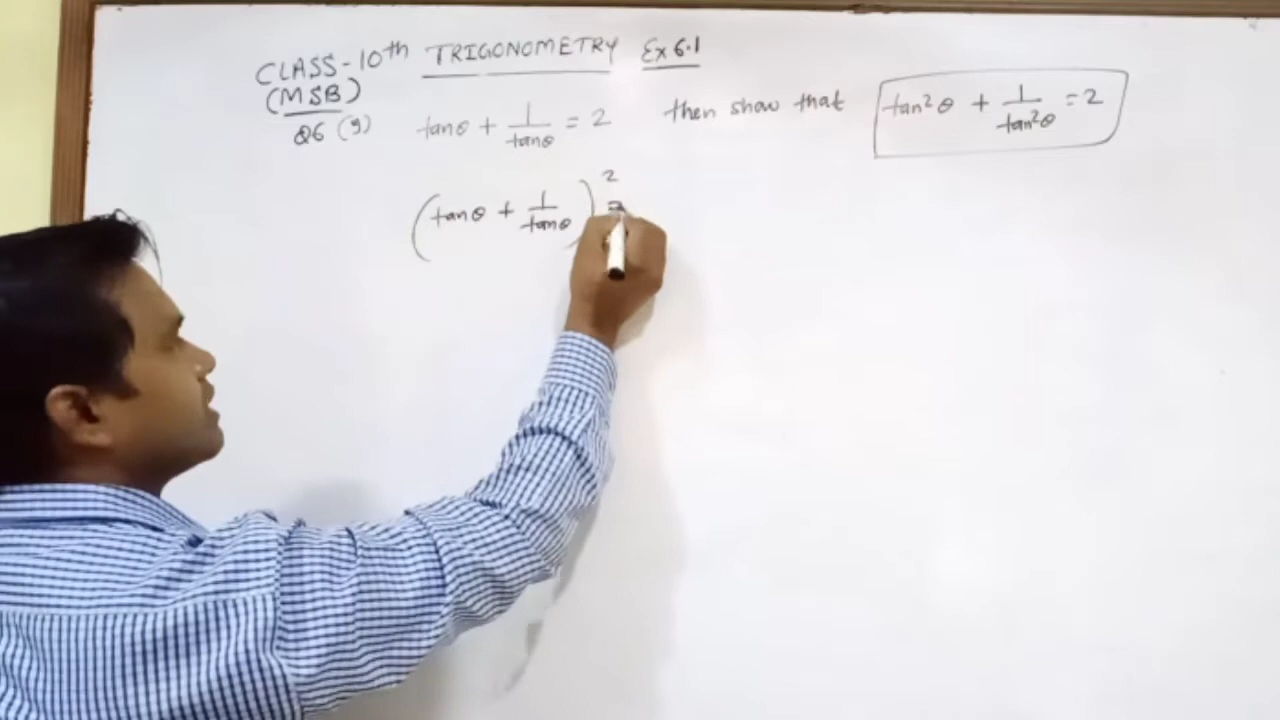 CLASS-10th TRIGONOMETRY Ex 6.1
(MSB)
Q6 (9) tanθ + 1/tanθ = 2 then show that tan²θ + 1/tan²θ = 2
(tanθ + 1/tanθ)² =